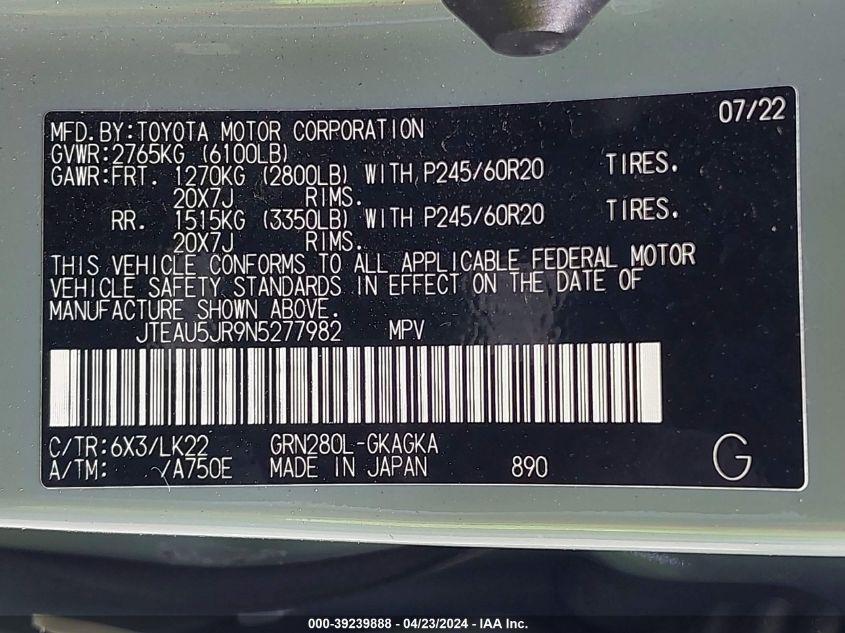 07/22
MFD.BY:TOYOTA MOTOR CORPORATION
GVWR:2765KG (6100LB)
GAWR:FRT. 1270KG (2800LB) WITH P245/60R20 TIRES.
20X7J RIMS.
RR. 1515KG (3350LB) WITH P245/60R20 TIRES.
20X7J RIMS.
THIS VEHICLE CONFORMS TO ALL APPLICABLE FEDERAL MOTOR
VEHICLE SAFETY STANDARDS IN EFFECT ON THE DATE OF
MANUFACTURE SHOWN ABOVE.
JTEAU5JR9N5277982 MPV
C/TR:6X3/LK22 GRN280L-GKAGKA
A/TM: /A750E MADE IN JAPAN 890 G
000-39239888 - 04/23/2024 - IAA Inc.